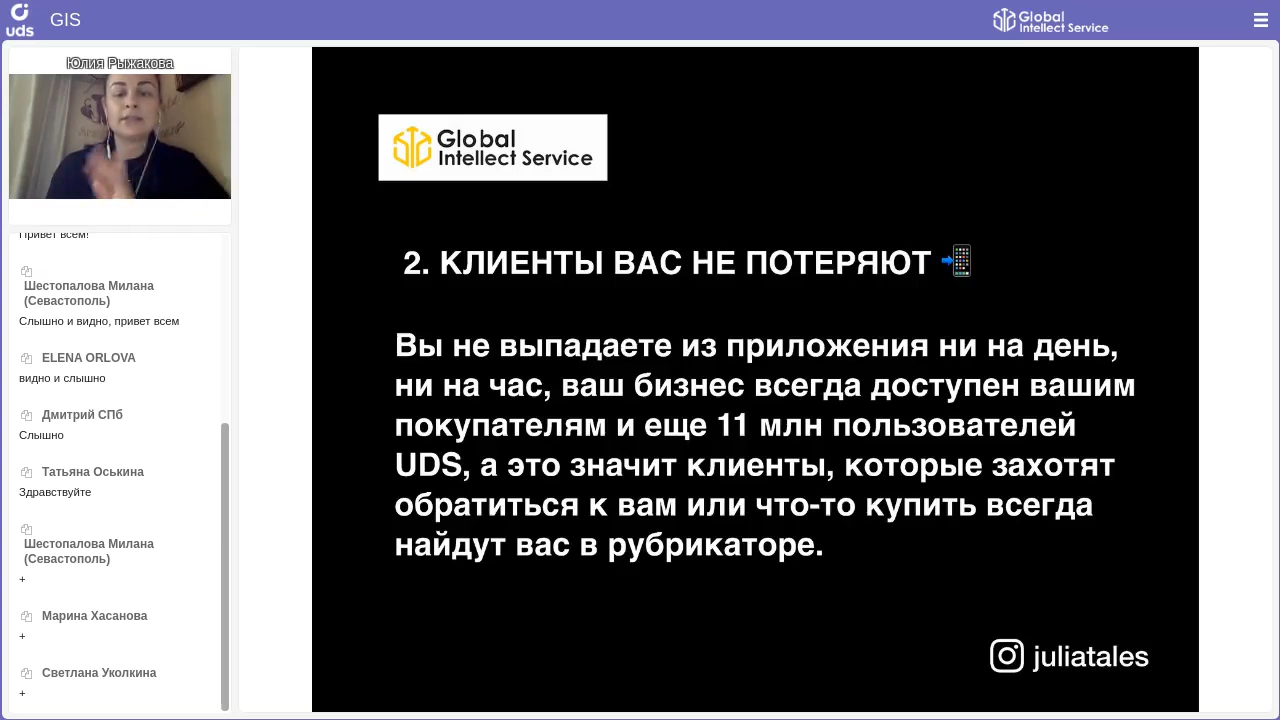 uds
GIS
Global
Intellect Service
Юлия Рыжакова
Привет всем!
Шестопалова Милана
(Севастополь)
Слышно и видно, привет всем
ELENA ORLOVA
видно и слышно
Дмитрий СПб
Слышно
Татьяна Оськина
Здравствуйте
Шестопалова Милана
(Севастополь)
+
Марина Хасанова
+
Светлана Уколкина
+
Global
Intellect Service
2. КЛИЕНТЫ ВАС НЕ ПОТЕРЯЮТ
Вы не выпадаете из приложения ни на день,
ни на час, ваш бизнес всегда доступен вашим
покупателям и еще 11 млн пользователей
UDS, а это значит клиенты, которые захотят
обратиться к вам или что-то купить всегда
найдут вас в рубрикаторе.
juliatales